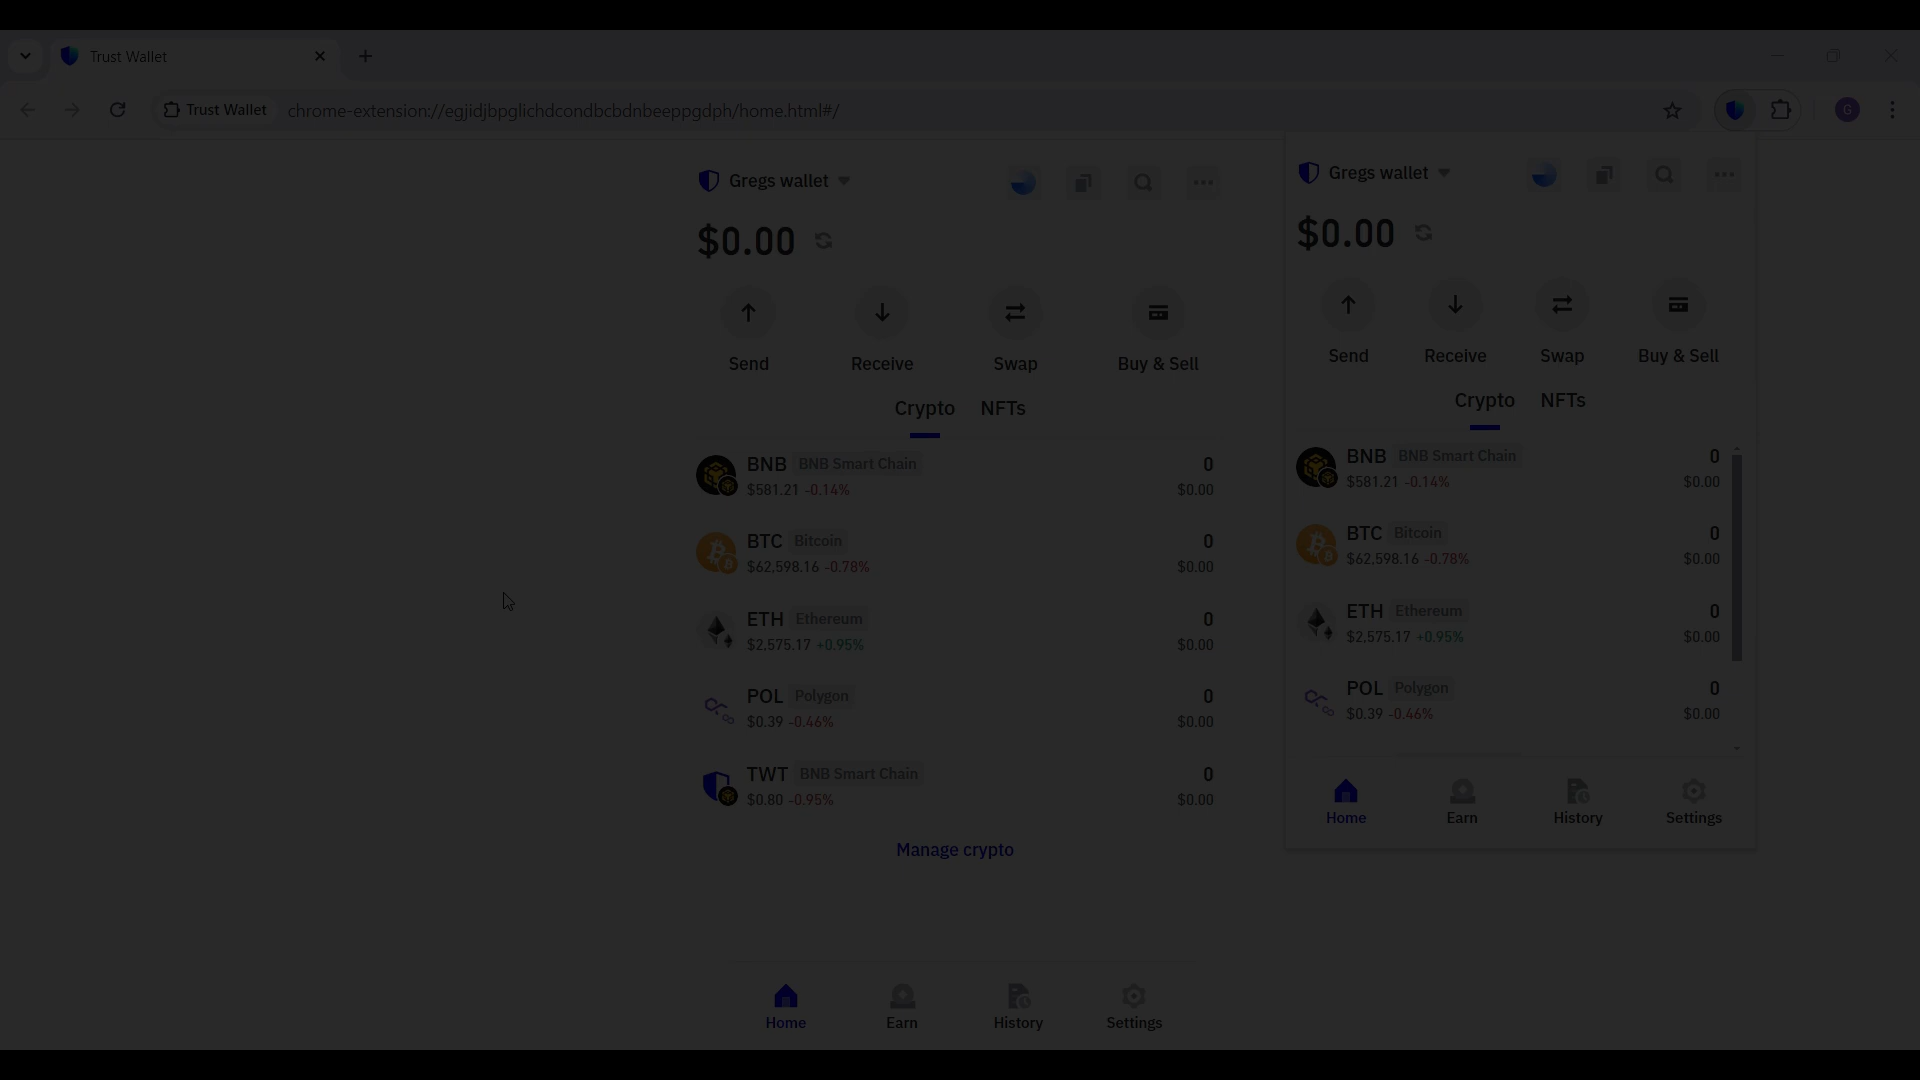 Trust Wallet
Trust Wallet
chrome-extension://egjidjbpglichdcondbcbdnbeeppgdph/home.html#/
G
Gregs wallet
$0.00
Send Receive Swap Buy & Sell
Crypto NFTs
BNB BNB Smart Chain 0
$581.21 -0.14% $0.00
BTC Bitcoin 0
$62,598.16 -0.78% $0.00
ETH Ethereum 0
$2,575.17 +0.95% $0.00
POL Polygon 0
$0.39 -0.46% $0.00
TWT BNB Smart Chain 0
$0.80 -0.95% $0.00
Manage crypto
Home Earn History Settings
Gregs wallet
$0.00
Send Receive Swap Buy & Sell
Crypto NFTs
BNB BNB Smart Chain 0
$581.21 -0.14% $0.00
BTC Bitcoin 0
$62,598.16 -0.78% $0.00
ETH Ethereum 0
$2,575.17 +0.95% $0.00
POL Polygon 0
$0.39 -0.46% $0.00
Home Earn History Settings